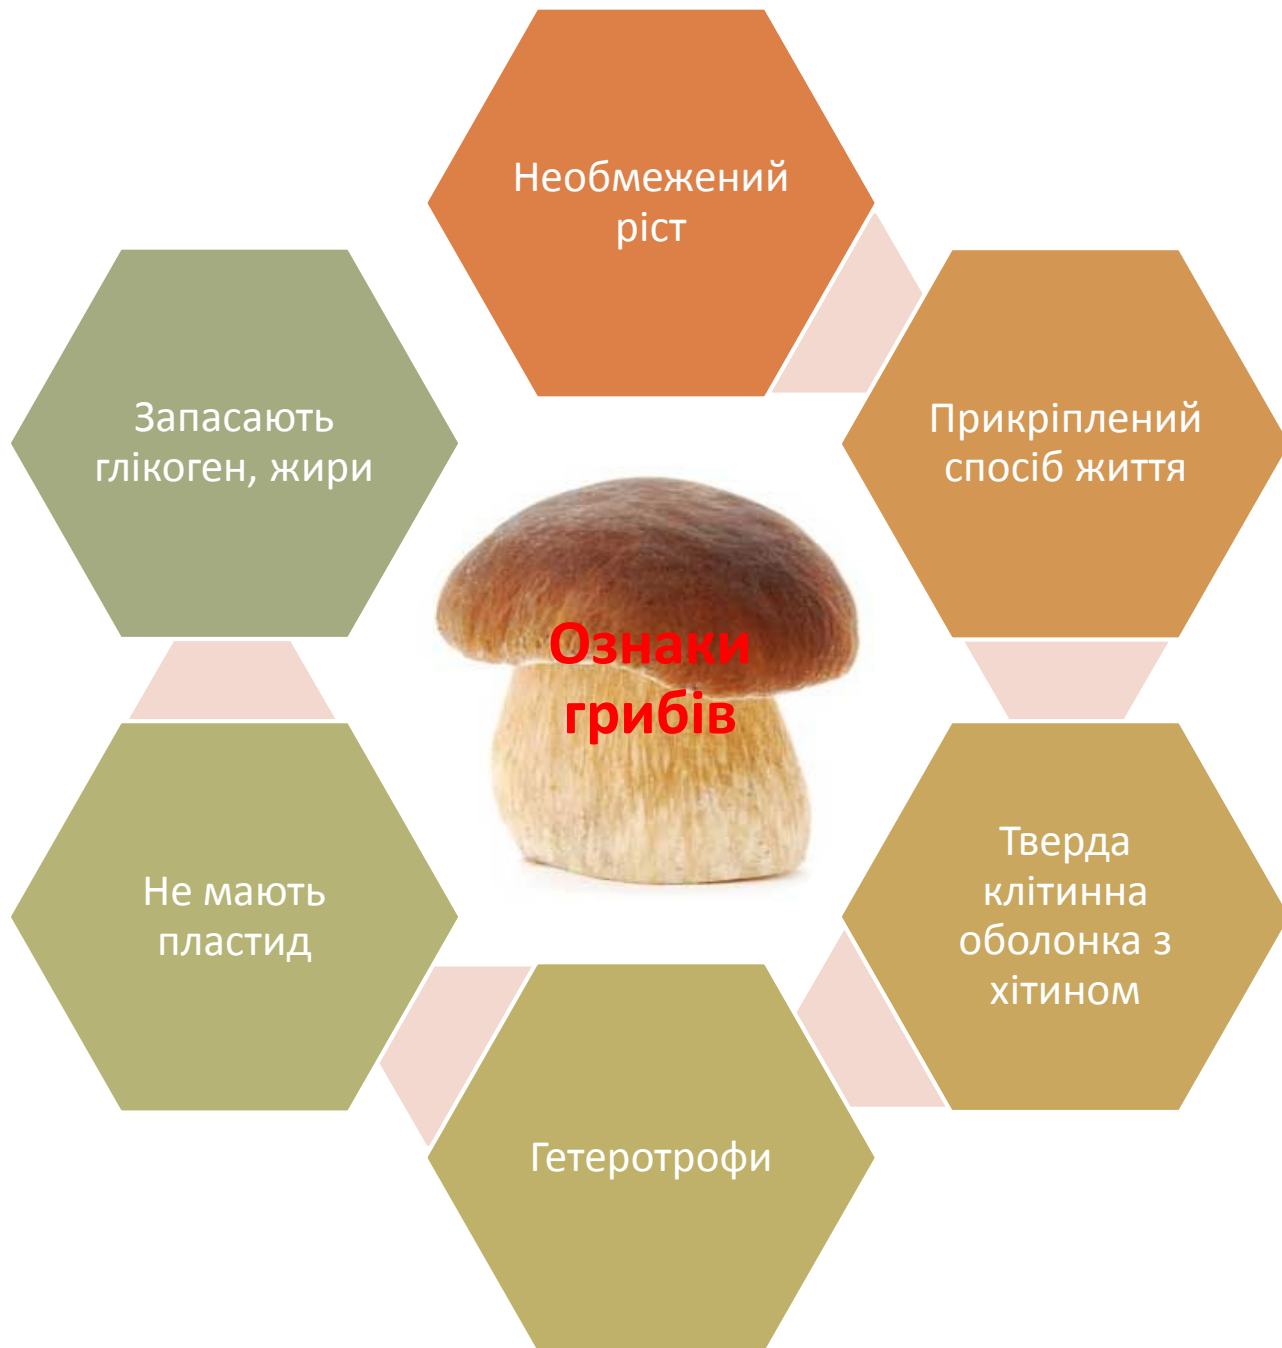 Необмежений
ріст
Прикріплений
спосіб життя
Тверда
клітинна
оболонка з
хітином
Гетеротрофи
Не мають
пластид
Запасають
глікоген, жири
Ознаки
грибів